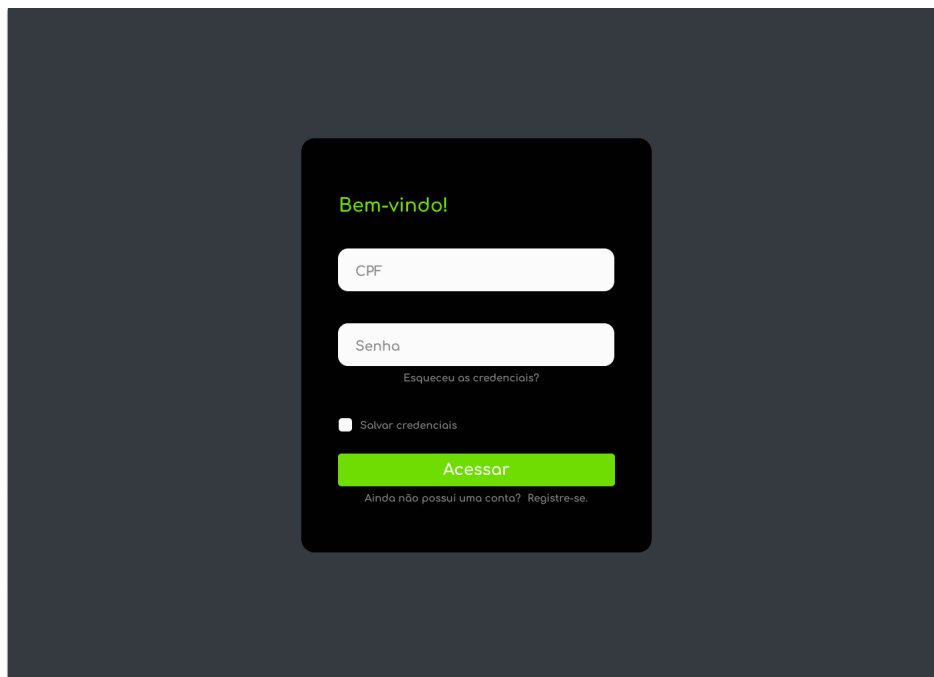 Bem-vindo!
CPF
Senha
Esqueceu as credenciais?
Salvar credenciais
Acessar
Ainda não possui uma conta? Registre-se.